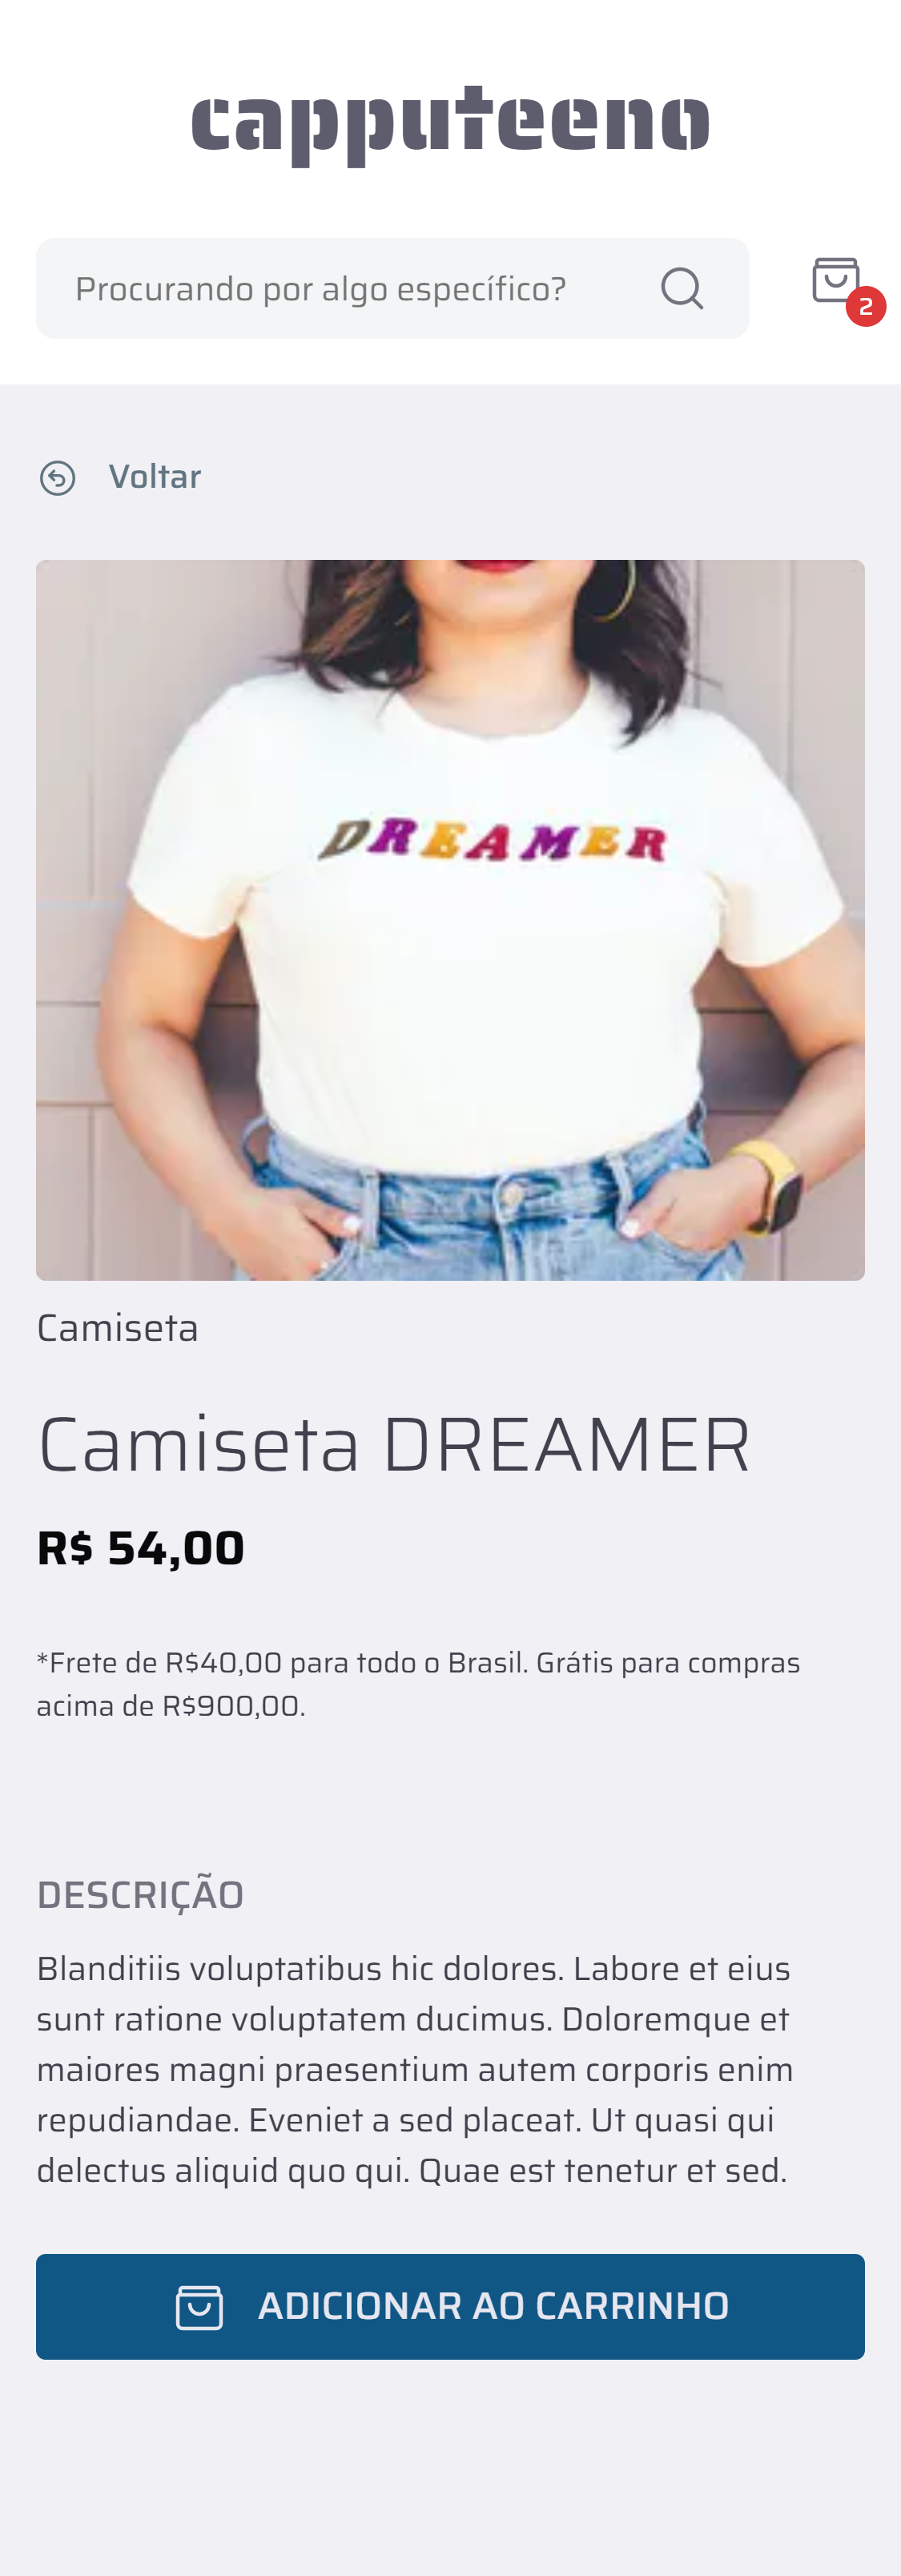 capputeeno
Procurando por algo específico?
2
Voltar
DREAMER
Camiseta
Camiseta DREAMER
R$ 54,00
*Frete de R$40,00 para todo o Brasil. Grátis para compras
acima de R$900,00.
DESCRIÇÃO
Blanditiis voluptatibus hic dolores. Labore et eius
sunt ratione voluptatem ducimus. Doloremque et
maiores magni praesentium autem corporis enim
repudiandae. Eveniet a sed placeat. Ut quasi qui
delectus aliquid quo qui. Quae est tenetur et sed.
ADICIONAR AO CARRINHO